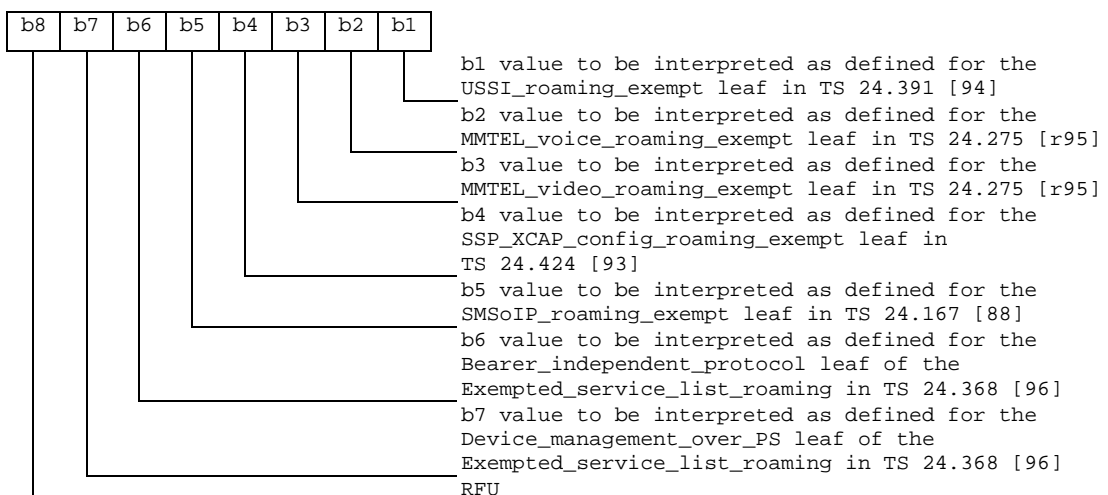 b8 b7 b6 b5 b4 b3 b2 b1
b1 value to be interpreted as defined for the
USSI_roaming_exempt leaf in TS 24.391 [94]
b2 value to be interpreted as defined for the
MMTEL_voice_roaming_exempt leaf in TS 24.275 [r95]
b3 value to be interpreted as defined for the
MMTEL_video_roaming_exempt leaf in TS 24.275 [r95]
b4 value to be interpreted as defined for the
SSP_XCAP_config_roaming_exempt leaf in
TS 24.424 [93]
b5 value to be interpreted as defined for the
SMSoIP_roaming_exempt leaf in TS 24.167 [88]
b6 value to be interpreted as defined for the
Bearer_independent_protocol leaf of the
Exempted_service_list_roaming in TS 24.368 [96]
b7 value to be interpreted as defined for the
Device_management_over_PS leaf of the
Exempted_service_list_roaming in TS 24.368 [96]
RFU